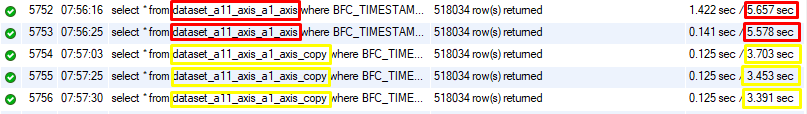 5752 07:56:16 select * from dataset_a11_axis_a1_axis where BFC_TIMESTAM... 518034 row(s) returned 1.422 sec / 5.657 sec
5753 07:56:25 select * from dataset_a11_axis_a1_axis where BFC_TIMESTAM... 518034 row(s) returned 0.141 sec / 5.578 sec
5754 07:57:03 select * from dataset_a11_axis_a1_axis_copy where BFC_TIME... 518034 row(s) returned 0.125 sec / 3.703 sec
5755 07:57:25 select * from dataset_a11_axis_a1_axis_copy where BFC_TIME... 518034 row(s) returned 0.125 sec / 3.453 sec
5756 07:57:30 select * from dataset_a11_axis_a1_axis_copy where BFC_TIME... 518034 row(s) returned 0.125 sec / 3.391 sec